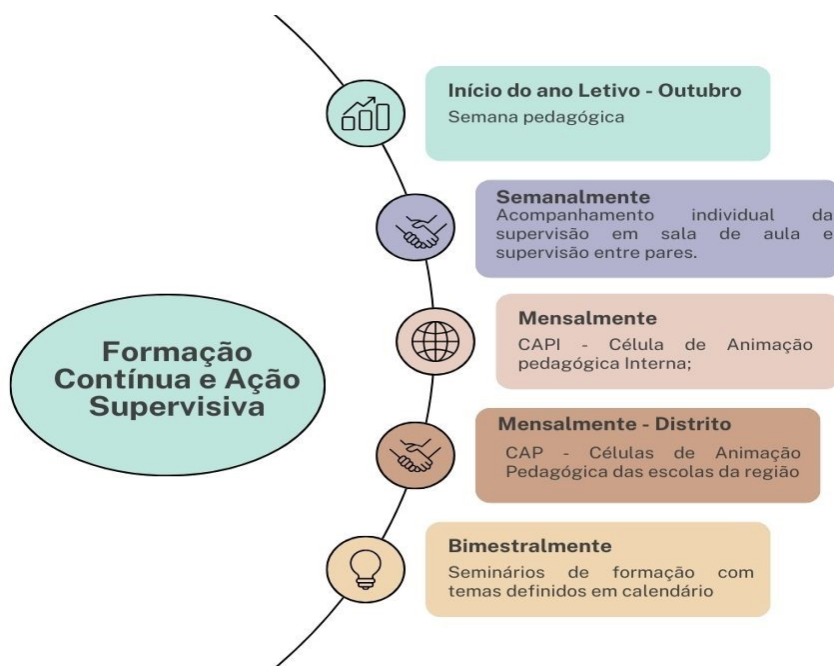 Formação
Contínua e Ação
Supervisiva
Início do ano Letivo - Outubro
Semana pedagógica
Semanalmente
Acompanhamento individual da
supervisão em sala de aula e
supervisão entre pares.
Mensalmente
CAPI - Célula de Animação
pedagógica Interna;
Mensalmente - Distrito
CAP - Células de Animação
Pedagógica das escolas da região
Bimestralmente
Seminários de formação com
temas definidos em calendário